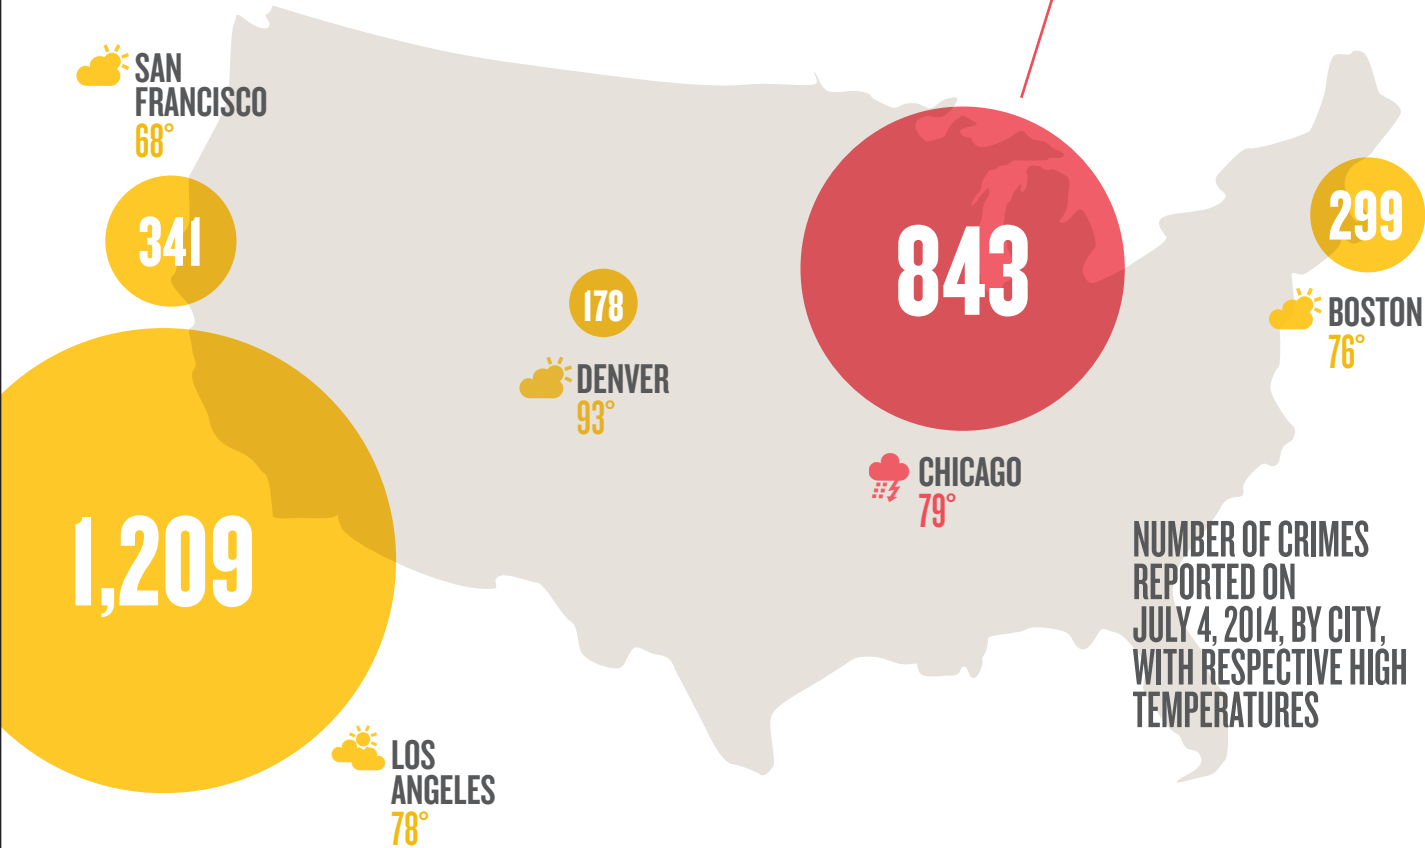 SAN
FRANCISCO
68°
341
1,209
LOS
ANGELES
78°
178
DENVER
93°
843
CHICAGO
79°
299
BOSTON
76°
NUMBER OF CRIMES
REPORTED ON
JULY 4, 2014, BY CITY,
WITH RESPECTIVE HIGH
TEMPERATURES